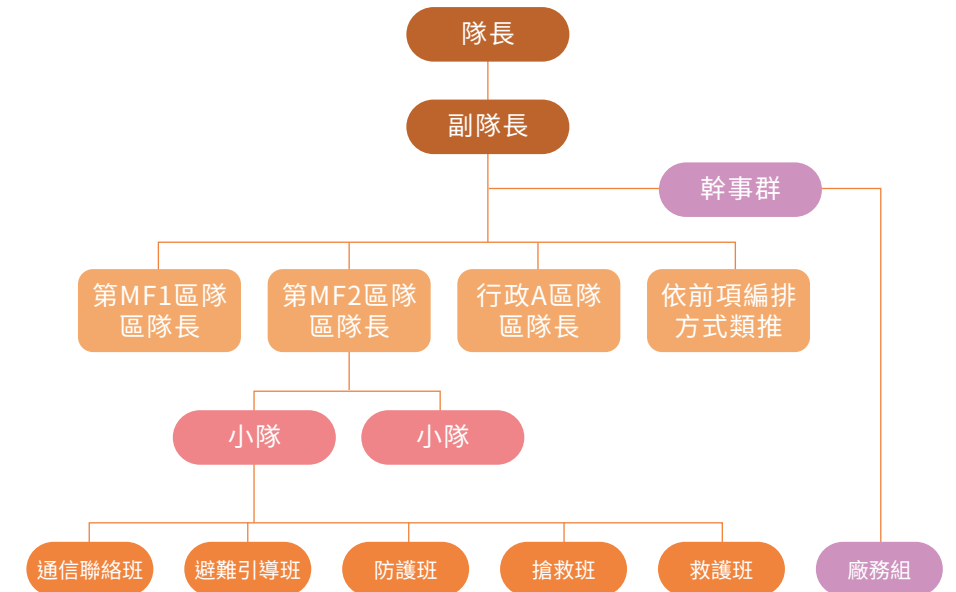 隊長
副隊長
幹事群
第MF1區隊
區隊長
第MF2區隊
區隊長
行政A區隊
區隊長
依前項編排
方式類推
小隊
小隊
通信聯絡班
避難引導班
防護班
搶救班
救護班
廠務組